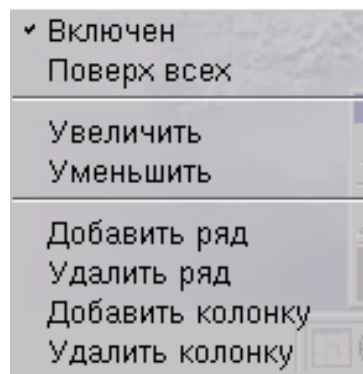 Включен
Поверх всех
Увеличить
Уменьшить
Добавить ряд
Удалить ряд
Добавить колонку
Удалить колонку